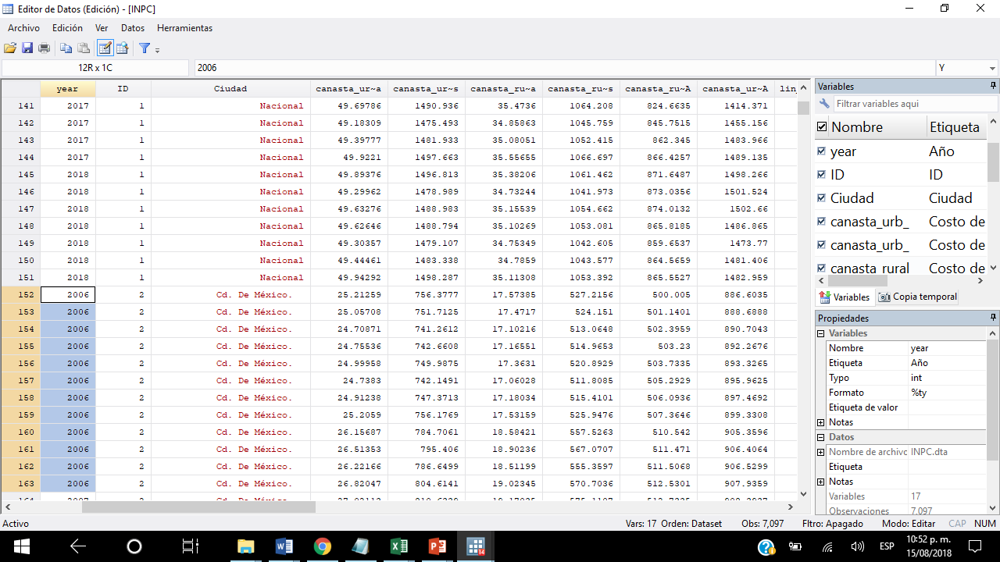 Editor de Datos (Edición) - [INPC]
Archivo Edición Ver Datos Herramientas
12R x 1C 2006 Y
year ID Ciudad canasta_ur~a canasta_ur~s canasta_ru~a canasta_ru~s canasta_ru~A canasta_ur~A lin
141 2017 1 Nacional 49.69786 1490.936 35.4736 1064.208 824.6635 1414.371
142 2017 1 Nacional 49.18309 1475.493 34.85863 1045.759 845.7515 1455.156
143 2017 1 Nacional 49.39777 1481.933 35.08051 1052.415 862.345 1483.966
144 2017 1 Nacional 49.9221 1497.663 35.55655 1066.697 866.4257 1489.135
145 2018 1 Nacional 49.89376 1496.813 35.38206 1061.462 871.6487 1498.266
146 2018 1 Nacional 49.29962 1478.989 34.73244 1041.973 873.0356 1501.524
147 2018 1 Nacional 49.63276 1488.983 35.15539 1054.662 874.0132 1502.66
148 2018 1 Nacional 49.62646 1488.794 35.10269 1053.081 865.8185 1486.865
149 2018 1 Nacional 49.30357 1479.107 34.75349 1042.605 859.6537 1473.77
150 2018 1 Nacional 49.44461 1483.338 34.7859 1043.577 864.5659 1481.406
151 2018 1 Nacional 49.94292 1498.287 35.11308 1053.392 865.5527 1482.959
152 2006 2 Cd. De México. 25.21259 756.3777 17.57385 527.2156 500.005 886.6035
153 2006 2 Cd. De México. 25.05708 751.7125 17.4717 524.151 501.1401 888.6888
154 2006 2 Cd. De México. 24.70871 741.2612 17.10216 513.0648 502.3959 890.7043
155 2006 2 Cd. De México. 24.75536 742.6608 17.16551 514.9653 503.23 892.2676
156 2006 2 Cd. De México. 24.99958 749.9875 17.3631 520.8929 503.7335 893.3265
157 2006 2 Cd. De México. 24.7383 742.1491 17.06028 511.8085 505.2929 895.9625
158 2006 2 Cd. De México. 24.91238 747.3713 17.18034 515.4101 506.0936 897.4692
159 2006 2 Cd. De México. 25.2059 756.1769 17.53159 525.9476 507.3646 899.3308
160 2006 2 Cd. De México. 26.15687 784.7061 18.58421 557.5263 510.542 905.3596
161 2006 2 Cd. De México. 26.51353 795.406 18.90236 567.0707 511.471 906.4064
162 2006 2 Cd. De México. 26.22166 786.6499 18.51199 555.3597 511.5068 906.5299
163 2006 2 Cd. De México. 26.82047 804.6141 19.02345 570.7036 512.5301 907.9359
Variables
Filtrar variables aqui
Nombre Etiqueta
year Año
ID ID
Ciudad Ciudad
canasta_urb_ Costo de
canasta_urb_ Costo de
canasta_rural Costo de
Variables Copia temporal
Propiedades
Variables
Nombre year
Etiqueta Año
Typo int
Formato %ty
Etiqueta de valor
Notas
Datos
Nombre de archivo INPC.dta
Etiqueta
Notas
Variables 17
Observaciones 7,097
Activo Vars: 17 Orden: Dataset Obs: 7,097 Fltro: Apagado Modo: Editar CAP NUM
ESP 10:52 p. m.
15/08/2018